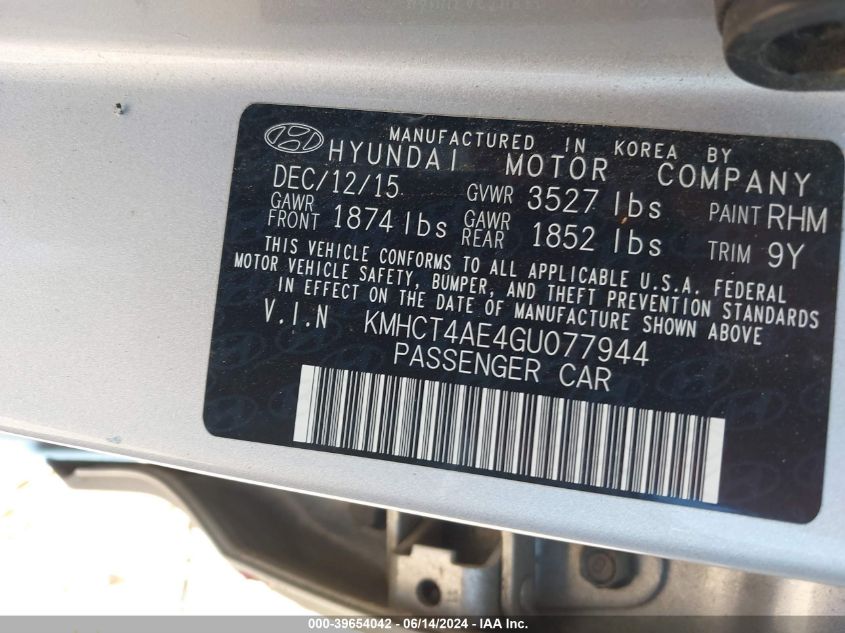 MANUFACTURED IN KOREA BY
HYUNDAI MOTOR COMPANY
DEC/12/15 GVWR 3527 lbs PAINT RHM
GAWR FRONT 1874 lbs GAWR REAR 1852 lbs TRIM 9Y
THIS VEHICLE CONFORMS TO ALL APPLICABLE U.S.A. FEDERAL
MOTOR VEHICLE SAFETY, BUMPER, AND THEFT PREVENTION STANDARDS
IN EFFECT ON THE DATE OF MANUFACTURE SHOWN ABOVE
V.I.N KMHCT4AE4GU077944
PASSENGER CAR
000-39654042 - 06/14/2024 - IAA Inc.